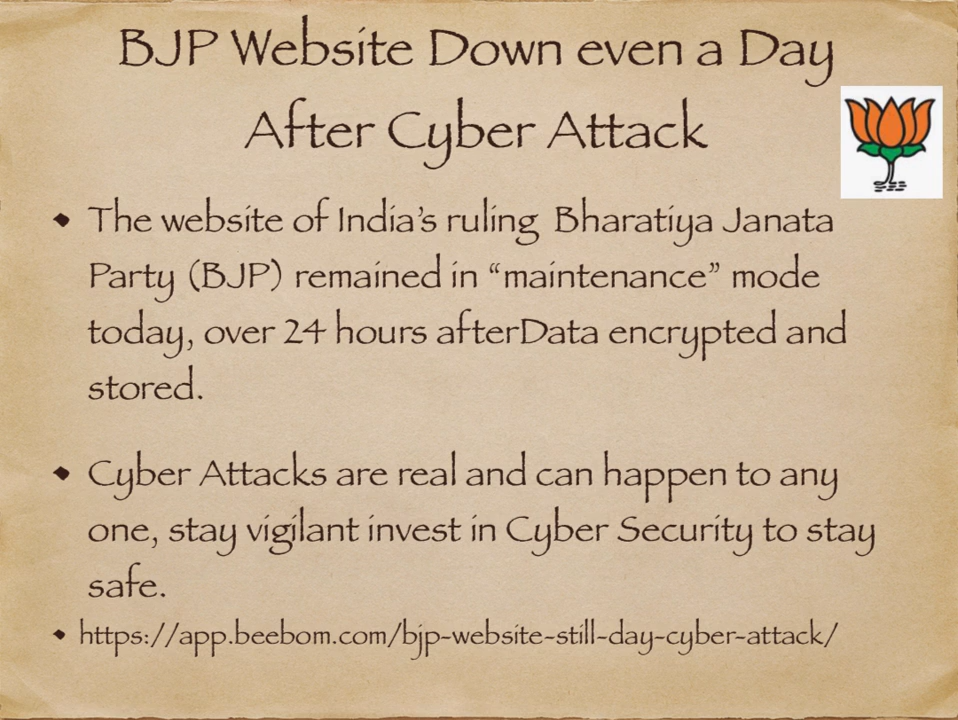 BJP Website Down even a Day
After Cyber Attack
• The website of India’s ruling Bharatiya Janata
Party (BJP) remained in “maintenance” mode
today, over 24 hours afterData encrypted and
stored.
• Cyber Attacks are real and can happen to any
one, stay vigilant invest in Cyber Security to stay
safe.
• https://app.beebom.com/bjp-website-still-day-cyber-attack/